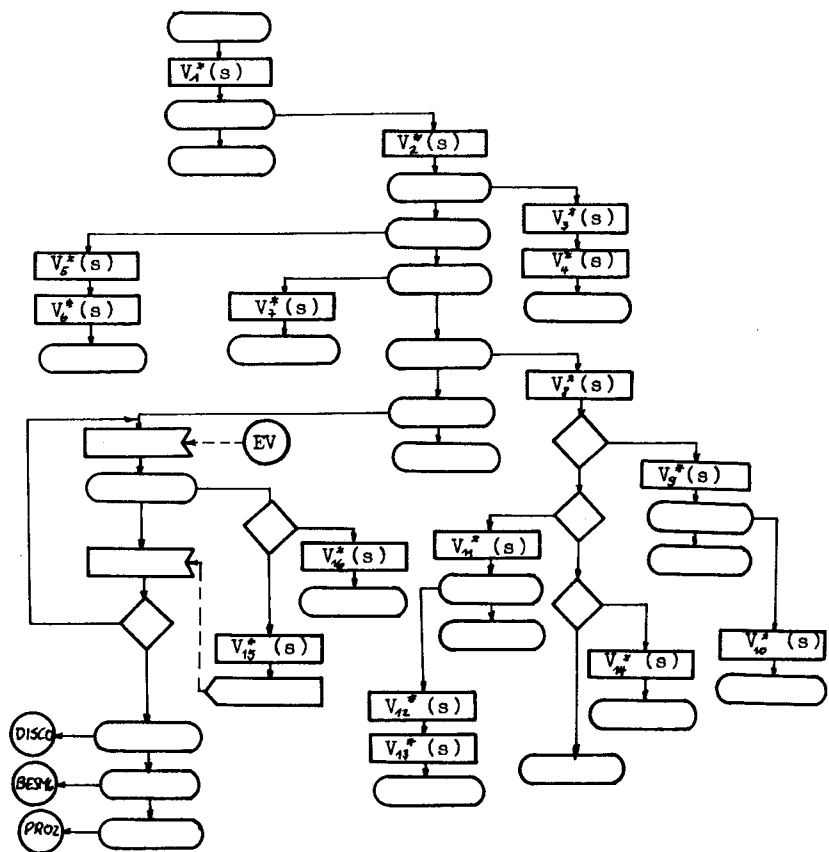 V₁*(s)
V₂*(s)
V₃*(s)
V₄*(s)
V₅*(s)
V₆*(s)
V₇*(s)
V₈*(s)
EV
V₉*(s)
V₁₁*(s)
V₁₆*(s)
V₁₅*(s)
V₁₀*(s)
V₁₄*(s)
V₁₂*(s)
V₁₃*(s)
DISCO
BESM6
PROZ